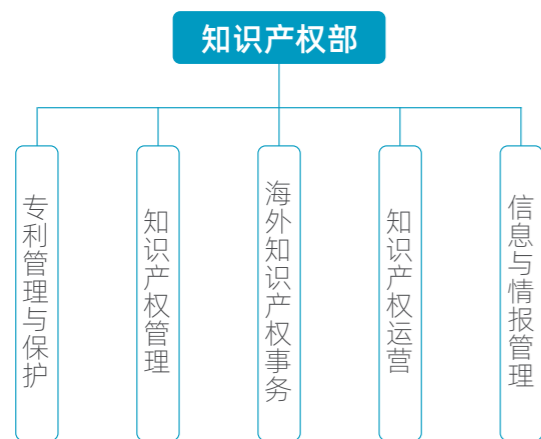 知识产权部
专利管理与保护
知识产权管理
海外知识产权事务
知识产权运营
信息与情报管理